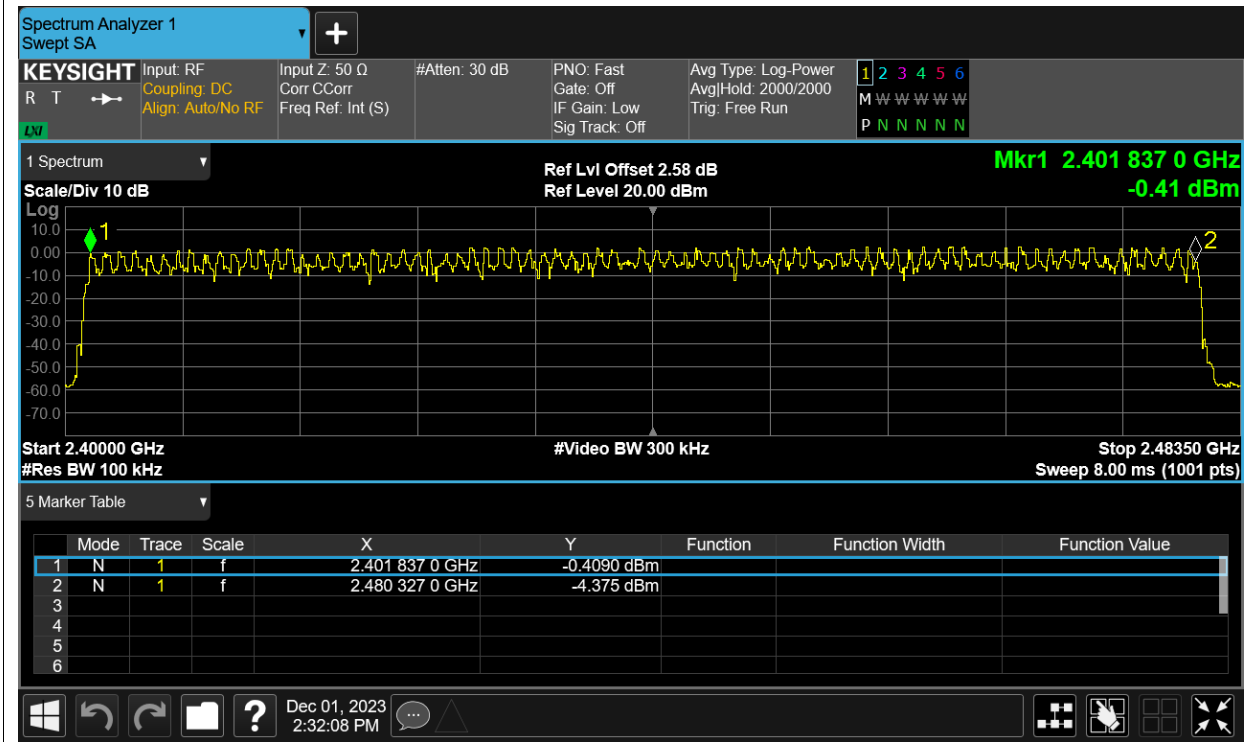 Spectrum Analyzer 1
Swept SA
KEYSIGHT
R T
LXI
Input: RF
Coupling: DC
Align: Auto/No RF
Input Z: 50 Ω
Corr CCorr
Freq Ref: Int (S)
#Atten: 30 dB
PNO: Fast
Gate: Off
IF Gain: Low
Sig Track: Off
Avg Type: Log-Power
Avg|Hold: 2000/2000
Trig: Free Run
1 2 3 4 5 6
M W W W W W
P N N N N N
1 Spectrum
Scale/Div 10 dB
Ref Lvl Offset 2.58 dB
Ref Level 20.00 dBm
Mkr1 2.401 837 0 GHz
-0.41 dBm
Log
10.0
0.00
-10.0
-20.0
-30.0
-40.0
-50.0
-60.0
-70.0
1
2
Start 2.40000 GHz
#Res BW 100 kHz
#Video BW 300 kHz
Stop 2.48350 GHz
Sweep 8.00 ms (1001 pts)
5 Marker Table
Mode Trace Scale X Y Function Function Width Function Value
1 N 1 f 2.401 837 0 GHz -0.4090 dBm
2 N 1 f 2.480 327 0 GHz -4.375 dBm
3
4
5
6
?
Dec 01, 2023
2:32:08 PM